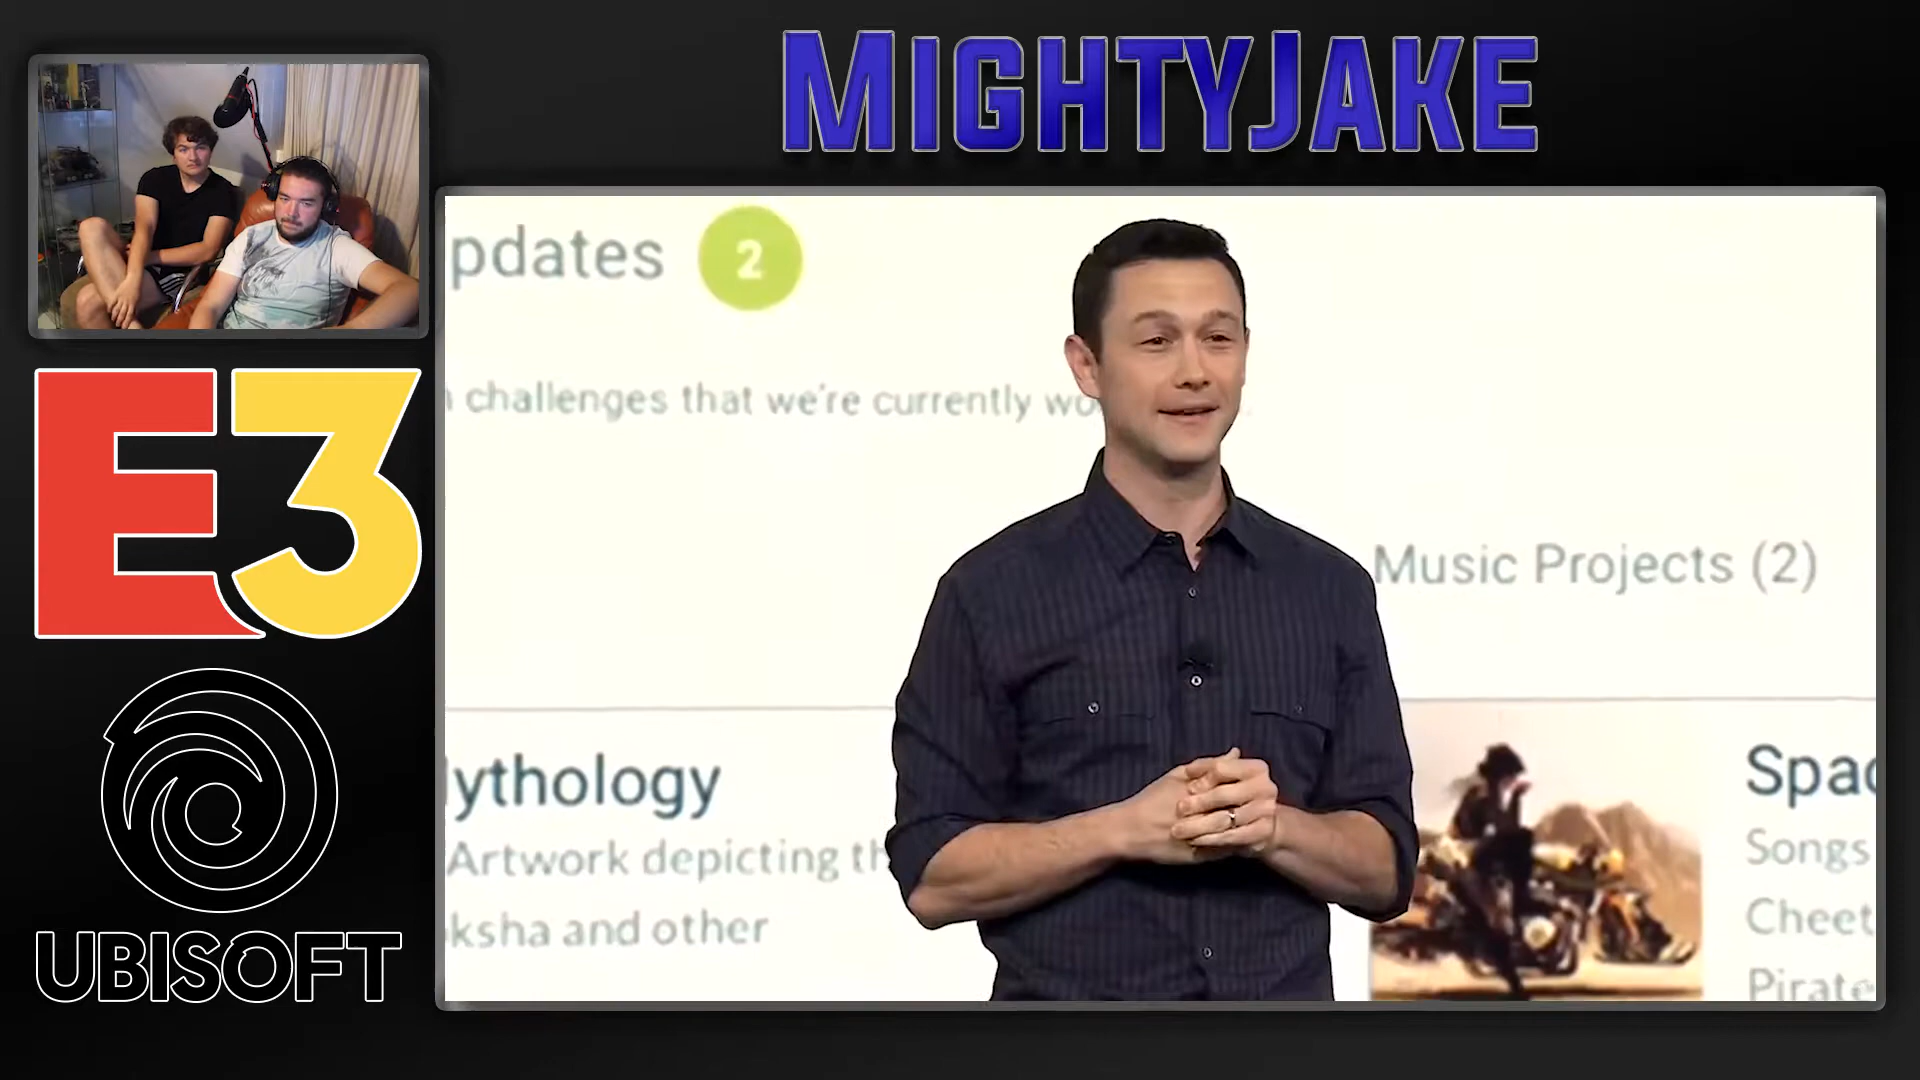 MIGHTYJAKE
pdates 2
challenges that we're currently wo
Music Projects (2)
ythology
Artwork depicting th
ksha and other
Spac
Songs
Cheet
Pirate
E3
UBISOFT